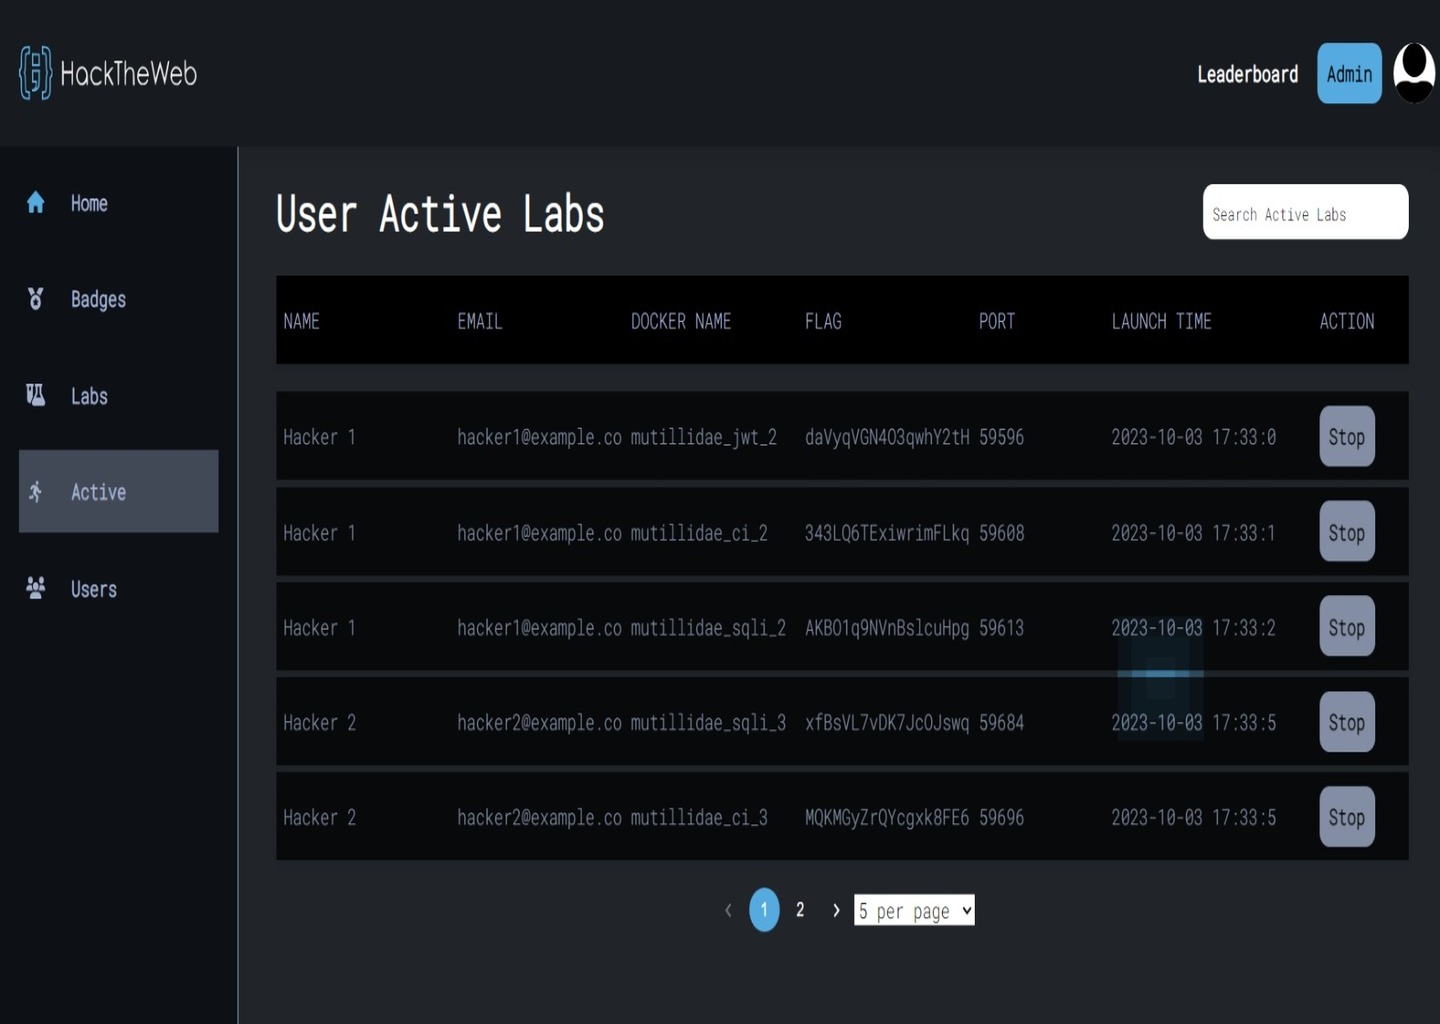 HackTheWeb
Leaderboard Admin
Home
Badges
Labs
Active
Users
User Active Labs
Search Active Labs
NAME EMAIL DOCKER NAME FLAG PORT LAUNCH TIME ACTION
Hacker 1 hacker1@example.co mutillidae_jwt_2 daVyqVGN4O3qwhY2tH 59596 2023-10-03 17:33:0 Stop
Hacker 1 hacker1@example.co mutillidae_ci_2 343LQ6TExiwrimFLkq 59608 2023-10-03 17:33:1 Stop
Hacker 1 hacker1@example.co mutillidae_sqli_2 AKBO1q9NVnBslcuHpg 59613 2023-10-03 17:33:2 Stop
Hacker 2 hacker2@example.co mutillidae_sqli_3 xfBsVL7vDK7JcOJswq 59684 2023-10-03 17:33:5 Stop
Hacker 2 hacker2@example.co mutillidae_ci_3 MQKMGyZrQYcgxk8FE6 59696 2023-10-03 17:33:5 Stop
‹ 1 2 › 5 per page